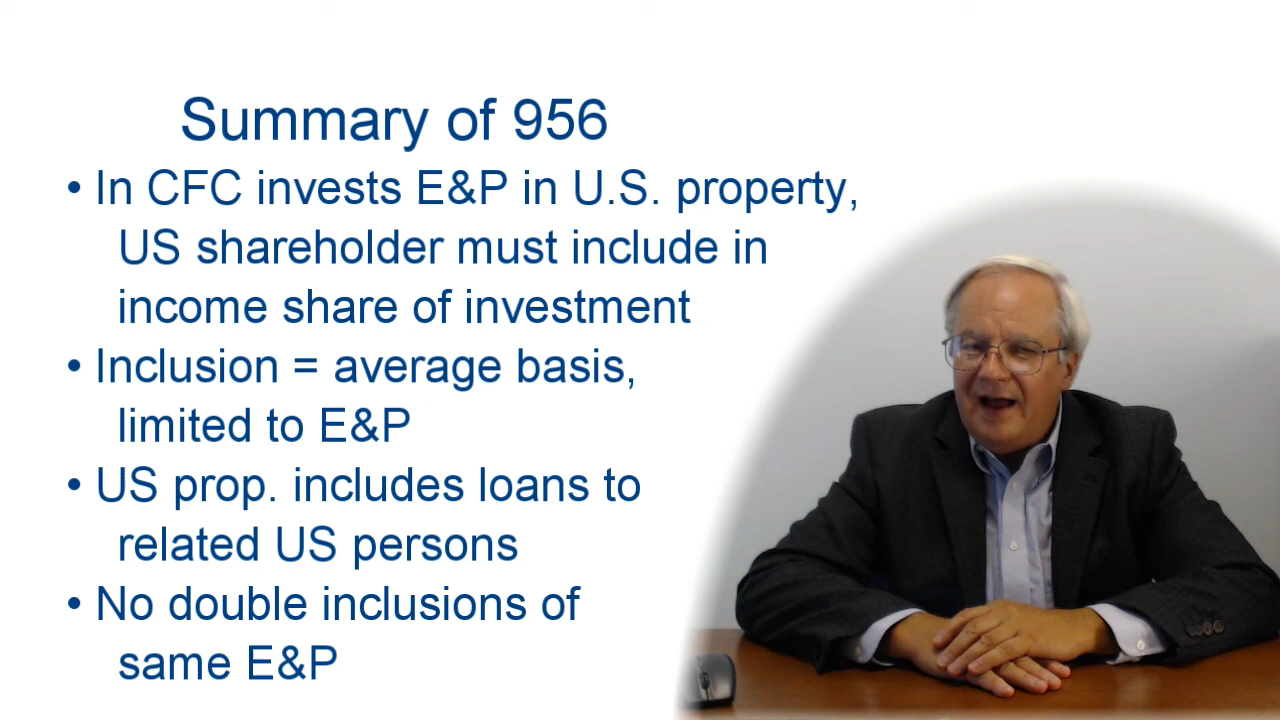 Summary of 956
• In CFC invests E&P in U.S. property,
US shareholder must include in
income share of investment
• Inclusion = average basis,
limited to E&P
• US prop. includes loans to
related US persons
• No double inclusions of
same E&P